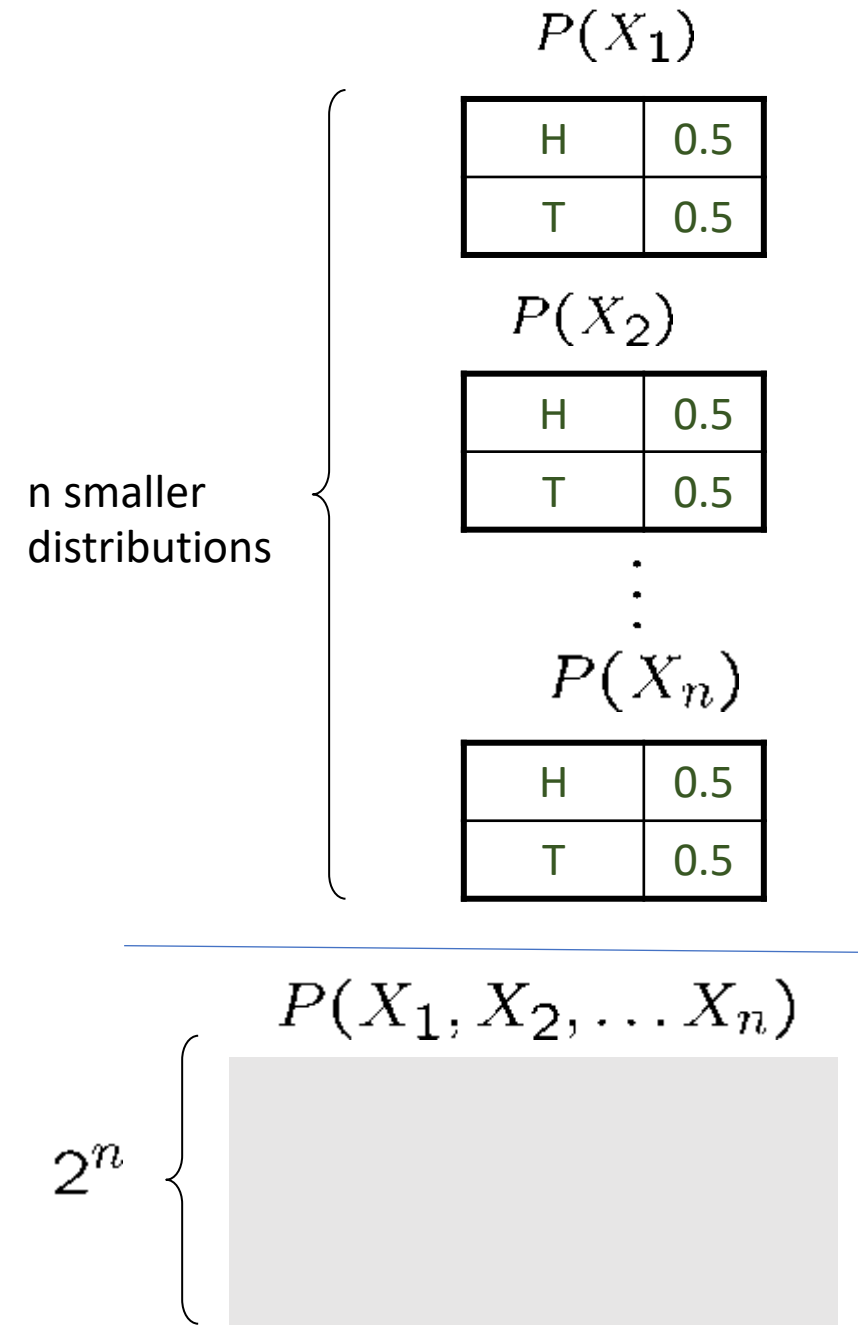 P(X₁)
H 0.5
T 0.5
P(X₂)
H 0.5
T 0.5
n smaller
distributions
⋮
P(Xₙ)
H 0.5
T 0.5
P(X₁, X₂, . . . Xₙ)
2ⁿ